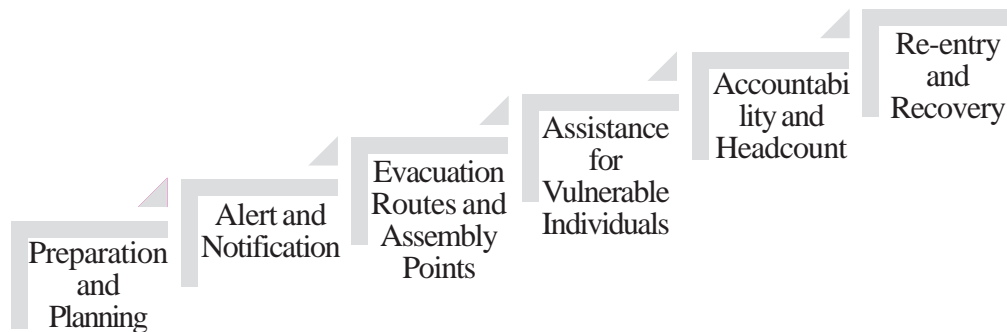 Preparation
and
Planning
Alert and
Notification
Evacuation
Routes and
Assembly
Points
Assistance
for
Vulnerable
Individuals
Accountabi
lity and
Headcount
Re-entry
and
Recovery